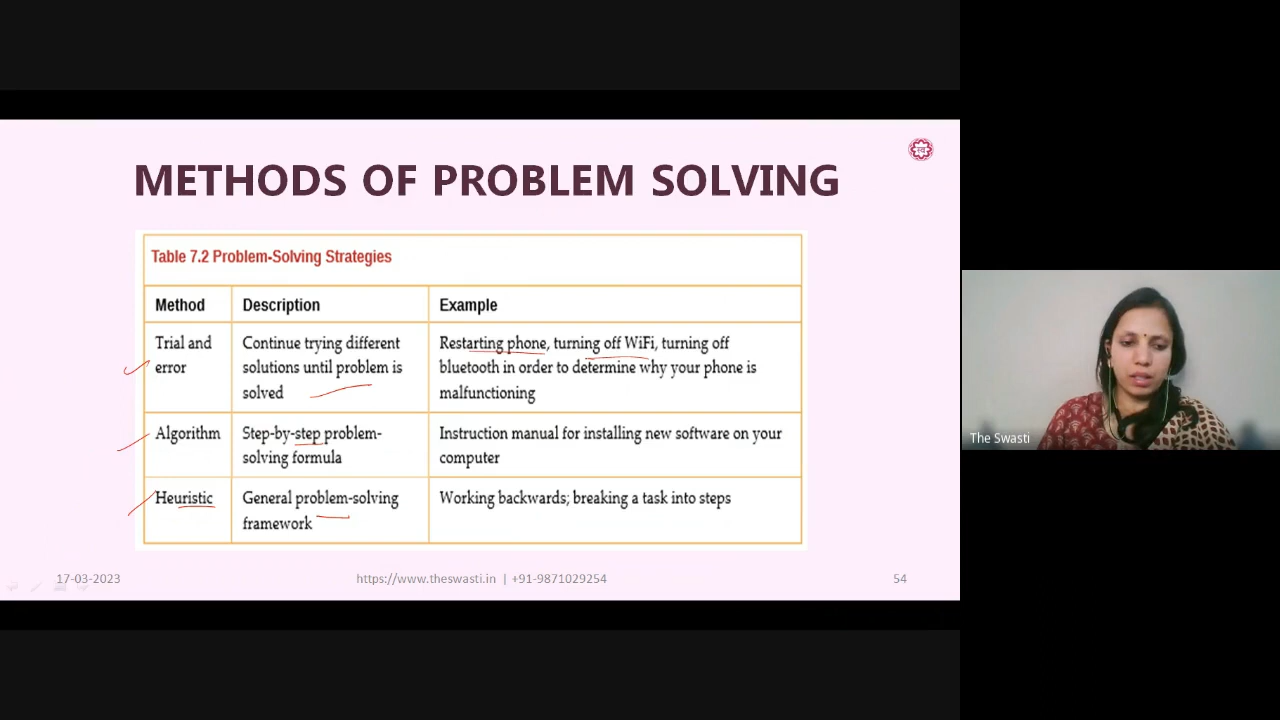 METHODS OF PROBLEM SOLVING
Table 7.2 Problem-Solving Strategies
Method Description Example
Trial and error
Continue trying different
solutions until problem is
solved
Restarting phone, turning off WiFi, turning off
bluetooth in order to determine why your phone is
malfunctioning
Algorithm
Step-by-step problem-
solving formula
Instruction manual for installing new software on your
computer
Heuristic
General problem-solving
framework
Working backwards; breaking a task into steps
17-03-2023 https://www.theswasti.in | +91-9871029254 54
The Swasti